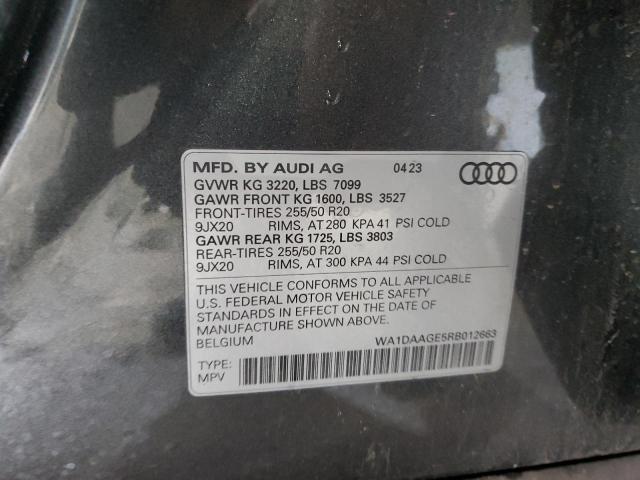 MFD. BY AUDI AG 04 23
GVWR KG 3220, LBS 7099
GAWR FRONT KG 1600, LBS 3527
FRONT-TIRES 255/50 R20
9JX20 RIMS, AT 280 KPA 41 PSI COLD
GAWR REAR KG 1725, LBS 3803
REAR-TIRES 255/50 R20
9JX20 RIMS, AT 300 KPA 44 PSI COLD
THIS VEHICLE CONFORMS TO ALL APPLICABLE
U.S. FEDERAL MOTOR VEHICLE SAFETY
STANDARDS IN EFFECT ON THE DATE OF
MANUFACTURE SHOWN ABOVE.
BELGIUM WA1DAAGE5RB012663
TYPE:
MPV